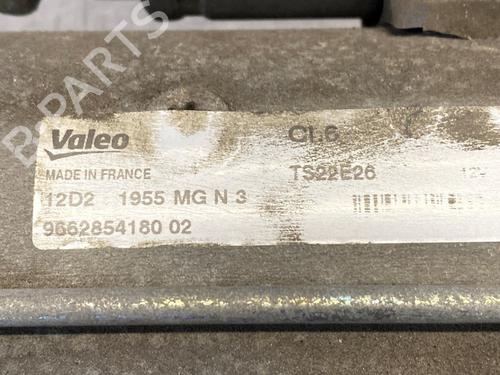 Valeo
CL6
MADE IN FRANCE
TS22E26
12D2 1955 MG N 3
9662854180 02
B-PARTS